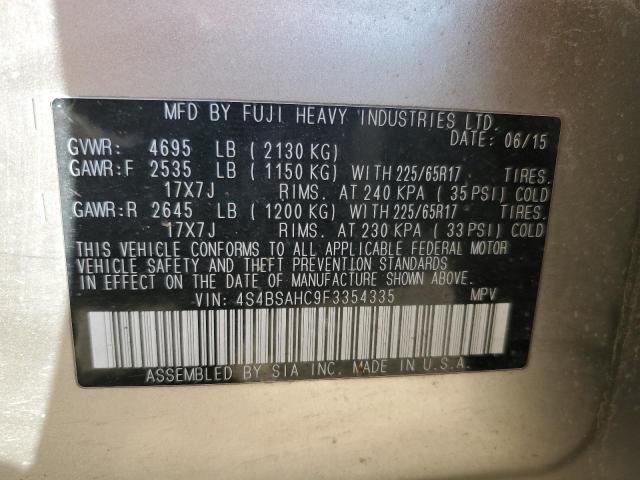 MFD BY FUJI HEAVY INDUSTRIES LTD.
DATE: 06/15
GVWR: 4695 LB ( 2130 KG)
GAWR:F 2535 LB ( 1150 KG) WITH 225/65R17 TIRES.
17X7J RIMS. AT 240 KPA ( 35 PSI) COLD
GAWR:R 2645 LB ( 1200 KG) WITH 225/65R17 TIRES.
17X7J RIMS. AT 230 KPA ( 33 PSI) COLD
THIS VEHICLE CONFORMS TO ALL APPLICABLE FEDERAL MOTOR
VEHICLE SAFETY AND THEFT PREVENTION STANDARDS
IN EFFECT ON THE DATE OF MANUFACTURE SHOWN ABOVE.
VIN: 4S4BSAHC9F3354335 MPV
ASSEMBLED BY SIA INC. MADE IN U.S.A.